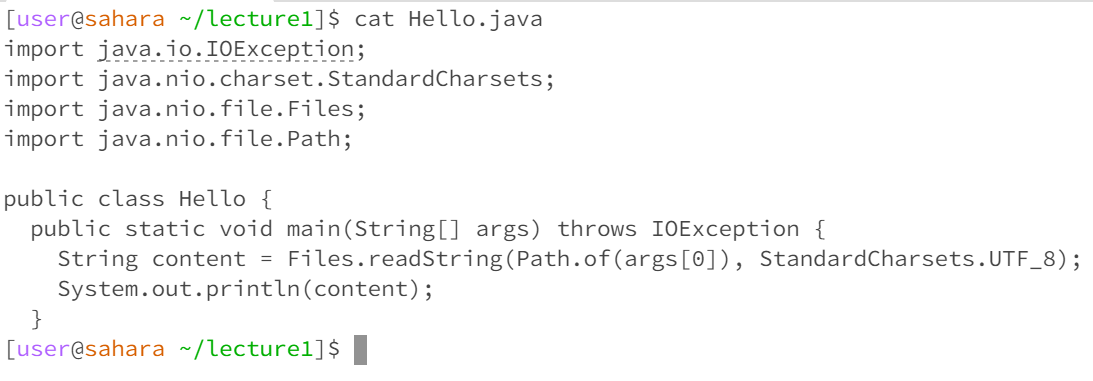 [user@sahara ~/lecture1]$ cat Hello.java
import java.io.IOException;
import java.nio.charset.StandardCharsets;
import java.nio.file.Files;
import java.nio.file.Path;

public class Hello {
  public static void main(String[] args) throws IOException {
    String content = Files.readString(Path.of(args[0]), StandardCharsets.UTF_8);
    System.out.println(content);
  }
[user@sahara ~/lecture1]$